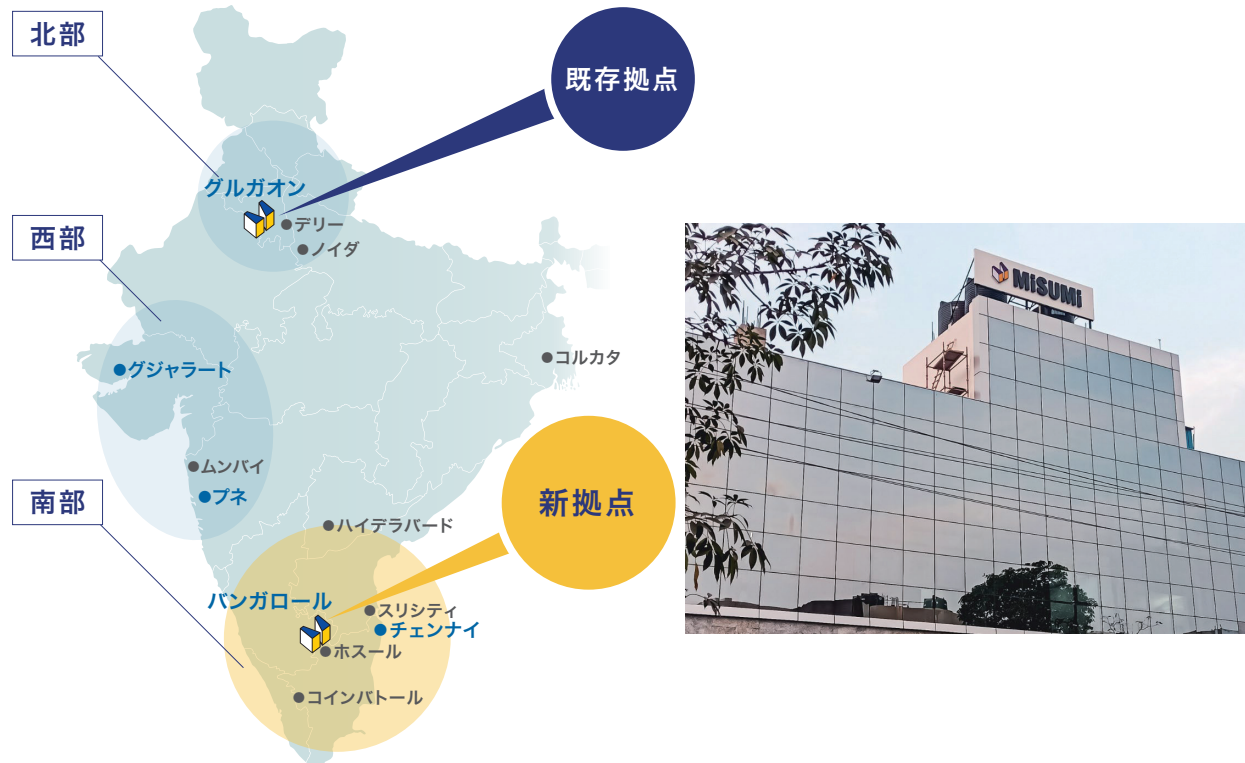 北部
既存拠点
グルガオン
デリー
ノイダ
西部
グジャラート
コルカタ
ムンバイ
プネ
南部
新拠点
ハイデラバード
バンガロール
スリシティ
チェンナイ
ホスール
コインバトール
MiSUMi